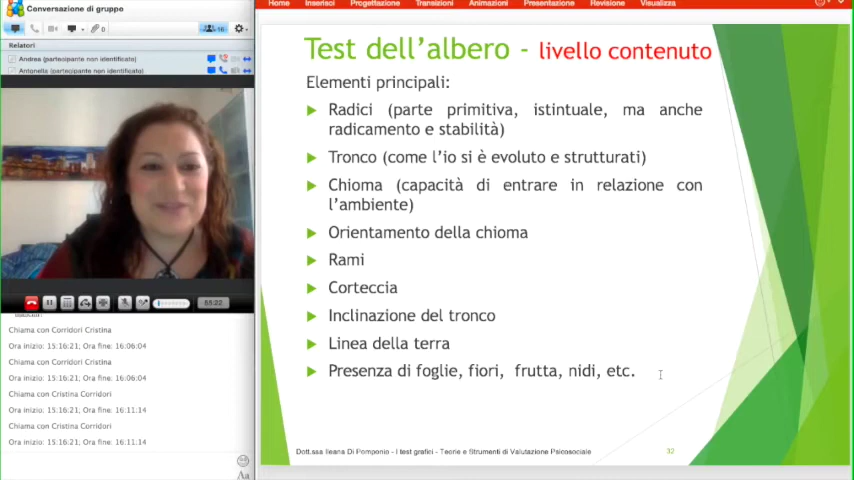 Conversazione di gruppo
0
16
Relatori
Andrea (partecipante non identificato)
Antonella (partecipante non identificato)
55:22
Chiama con Corridori Cristina
Ora inizio: 15:16:21; Ora fine: 16:06:04
Chiama con Corridori Cristina
Ora inizio: 15:16:21; Ora fine: 16:06:04
Chiama con Cristina Corridori
Ora inizio: 15:16:21; Ora fine: 16:11:14
Chiama con Cristina Corridori
Ora inizio: 15:16:21; Ora fine: 16:11:14
Aa
Home Inserisci Progettazione Transizioni Animazioni Presentazione Revisione Visualizza
Test dell'albero - livello contenuto
Elementi principali:
Radici (parte primitiva, istintuale, ma anche
radicamento e stabilità)
Tronco (come l'io si è evoluto e strutturati)
Chioma (capacità di entrare in relazione con
l'ambiente)
Orientamento della chioma
Rami
Corteccia
Inclinazione del tronco
Linea della terra
Presenza di foglie, fiori, frutta, nidi, etc.
Dott.ssa Ileana Di Pomponio - I test grafici - Teorie e Strumenti di Valutazione Psicosociale
32